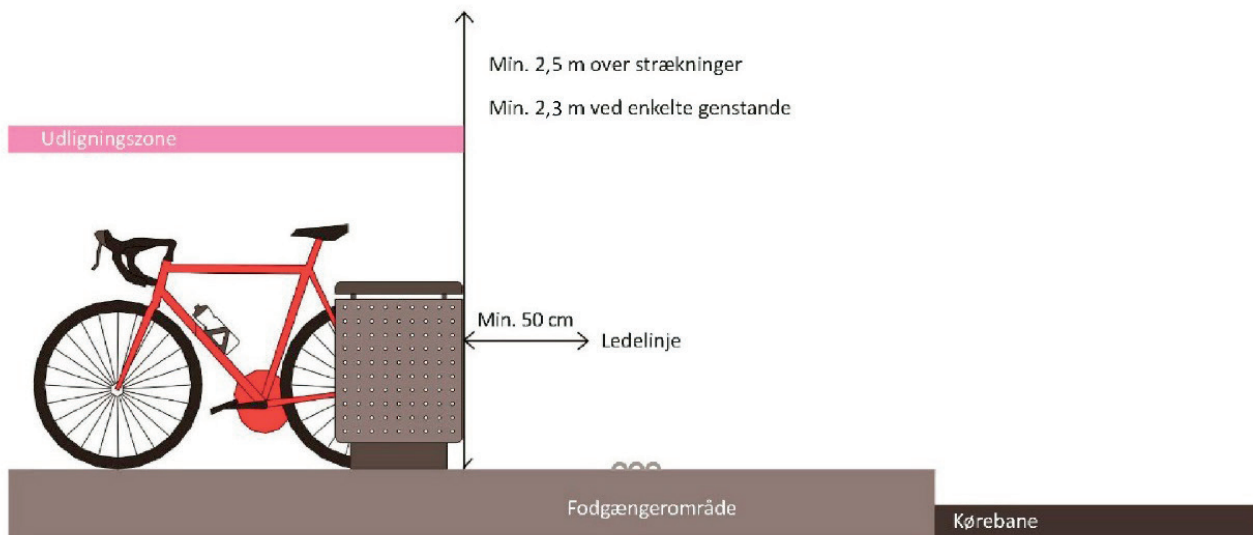 Min. 2,5 m over strækninger
Min. 2,3 m ved enkelte genstande
Udligningszone
Min. 50 cm
Ledelinje
Fodgængerområde
Kørebane